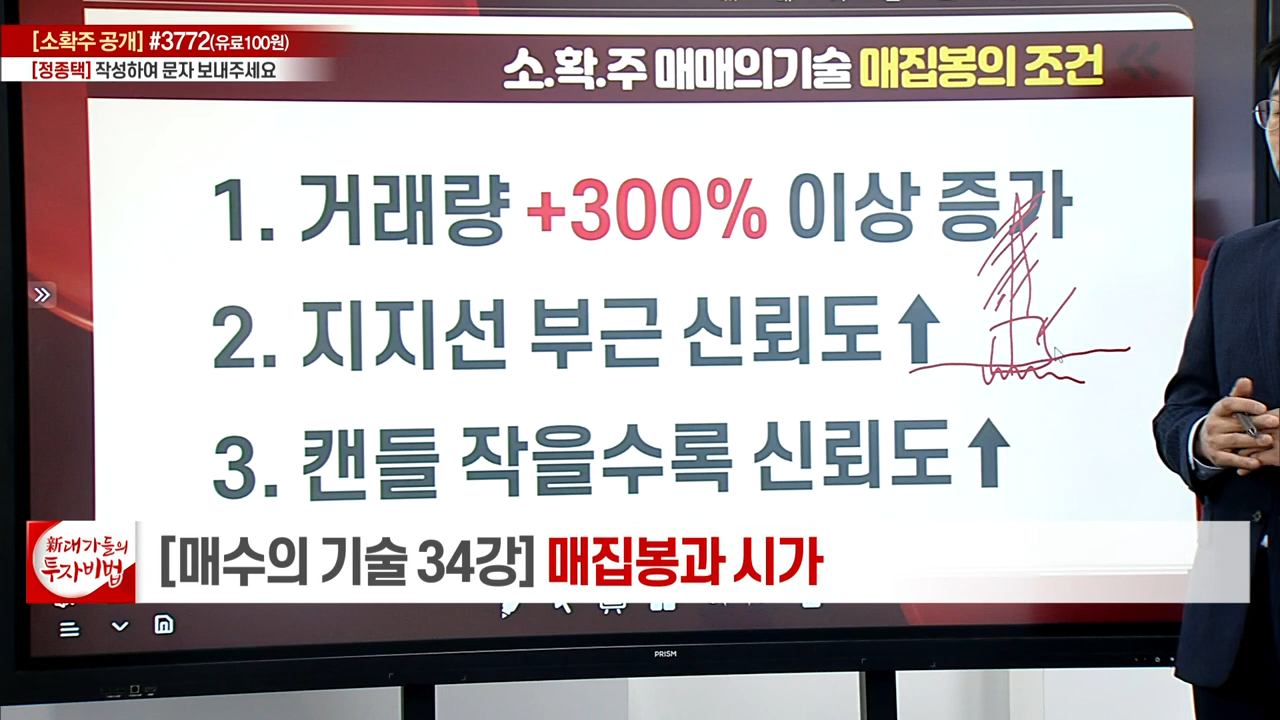 [소확주 공개] #3772(유료100원)
[정종택] 작성하여 문자 보내주세요
소.확.주 매매의기술 매집봉의 조건
1. 거래량 +300% 이상 증가
2. 지지선 부근 신뢰도↑
3. 캔들 작을수록 신뢰도↑
新대가들의
투자비법
[매수의 기술 34강] 매집봉과 시가
PRISM